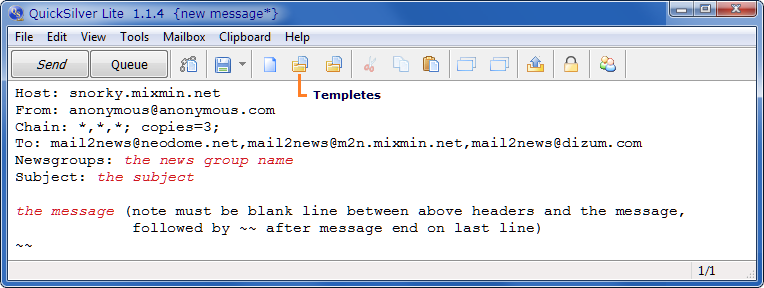 QuickSilver Lite 1.1.4 {new message*}
File Edit View Tools Mailbox Clipboard Help
Send Queue
Templetes
Host: snorky.mixmin.net
From: anonymous@anonymous.com
Chain: *,*,*; copies=3;
To: mail2news@neodome.net,mail2news@m2n.mixmin.net,mail2news@dizum.com
Newsgroups: the news group name
Subject: the subject
the message (note must be blank line between above headers and the message,
followed by ~~ after message end on last line)
~~
1/1